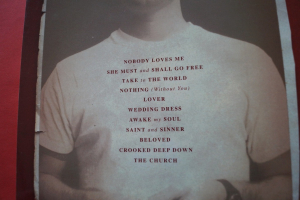 NOBODY LOVES ME
SHE MUST and SHALL GO FREE
TAKE to THE WORLD
NOTHING (Without You)
LOVER
WEDDING DRESS
AWAKE my SOUL
SAINT and SINNER
BELOVED
CROOKED DEEP DOWN
THE CHURCH